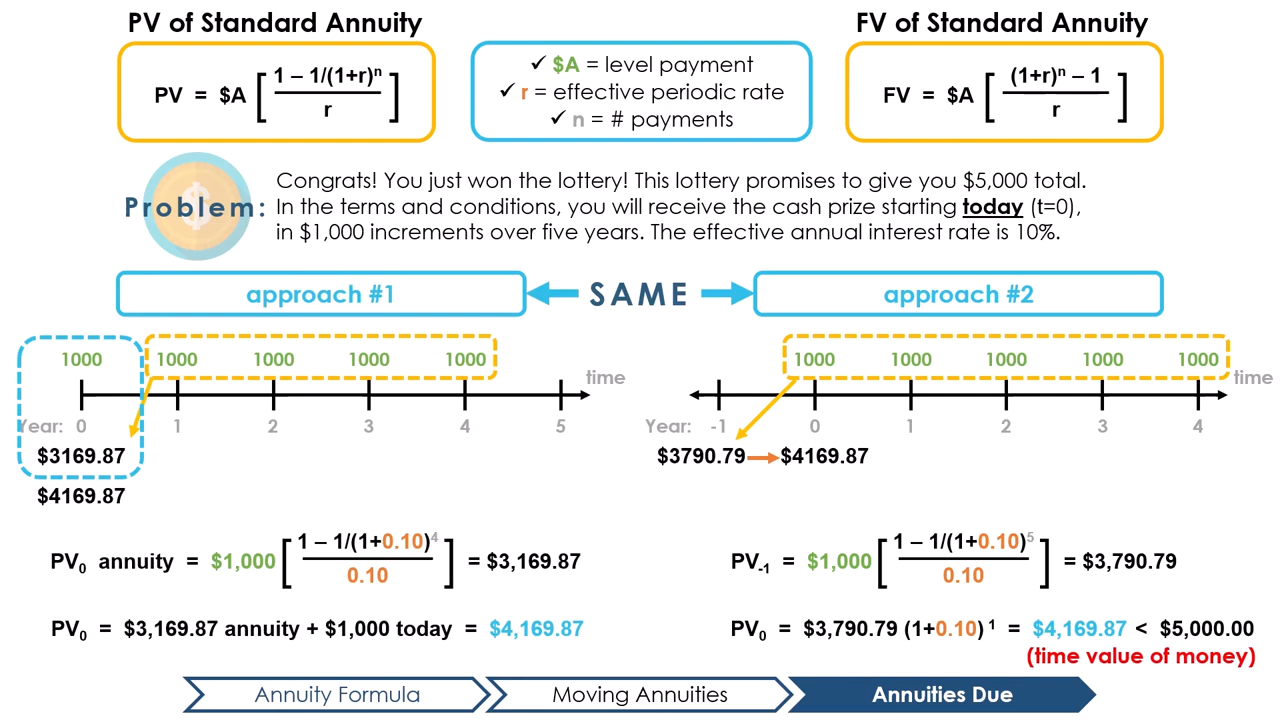 PV of Standard Annuity
FV of Standard Annuity
PV = $A [ 1 – 1/(1+r)ⁿ / r ]
✓ $A = level payment
✓ r = effective periodic rate
✓ n = # payments
FV = $A [ (1+r)ⁿ – 1 / r ]
Problem:
Congrats! You just won the lottery! This lottery promises to give you $5,000 total.
In the terms and conditions, you will receive the cash prize starting today (t=0),
in $1,000 increments over five years. The effective annual interest rate is 10%.
approach #1
SAME
approach #2
1000 1000 1000 1000 1000
time
Year: 0 1 2 3 4 5
$3169.87
$4169.87
1000 1000 1000 1000 1000
time
Year: -1 0 1 2 3 4
$3790.79 $4169.87
PV₀ annuity = $1,000 [ 1 – 1/(1+0.10)⁴ / 0.10 ] = $3,169.87
PV₀ = $3,169.87 annuity + $1,000 today = $4,169.87
PV₋₁ = $1,000 [ 1 – 1/(1+0.10)⁵ / 0.10 ] = $3,790.79
PV₀ = $3,790.79 (1+0.10)¹ = $4,169.87 < $5,000.00
(time value of money)
Annuity Formula
Moving Annuities
Annuities Due